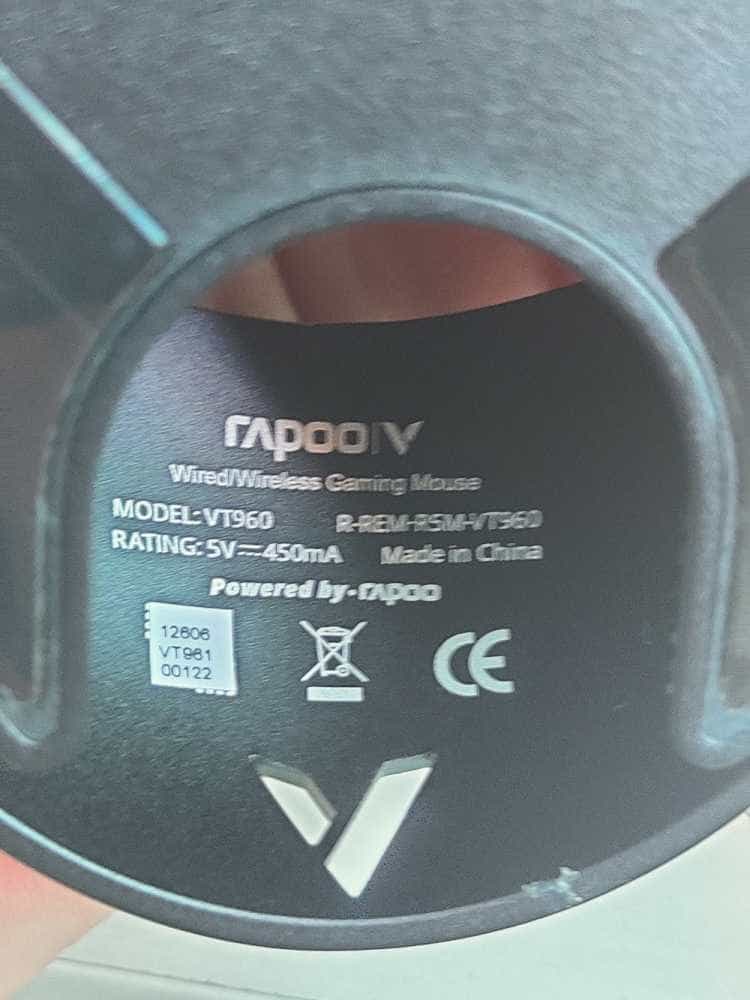 rapoo V
Wired/Wireless Gaming Mouse
MODEL: VT960 R-REM-RSM-VT960
RATING: 5V⎓450mA Made in China
Powered by-rapoo
12606
VT961
00122
CE